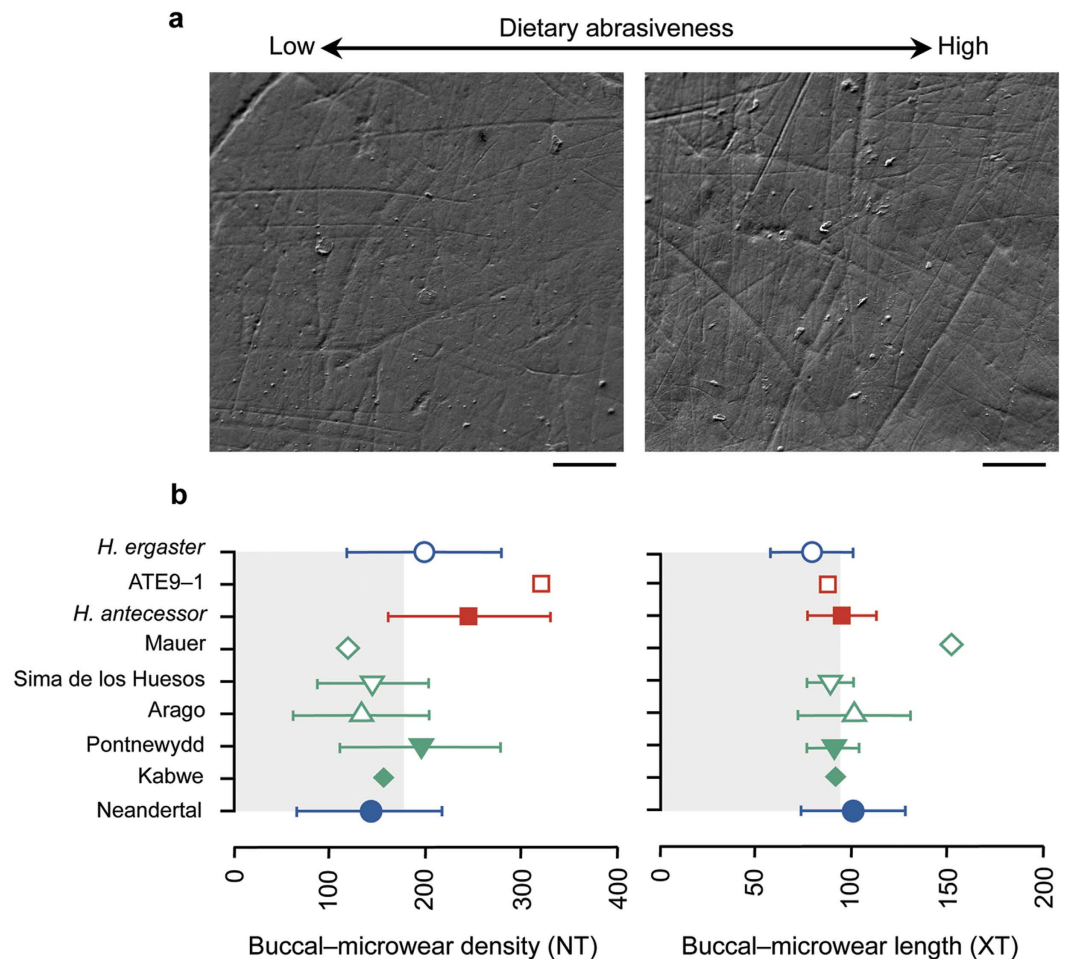 a
Dietary abrasiveness
Low High
b
H. ergaster
ATE9–1
H. antecessor
Mauer
Sima de los Huesos
Arago
Pontnewydd
Kabwe
Neandertal
0 100 200 300 400
0 50 100 150 200
Buccal–microwear density (NT)
Buccal–microwear length (XT)